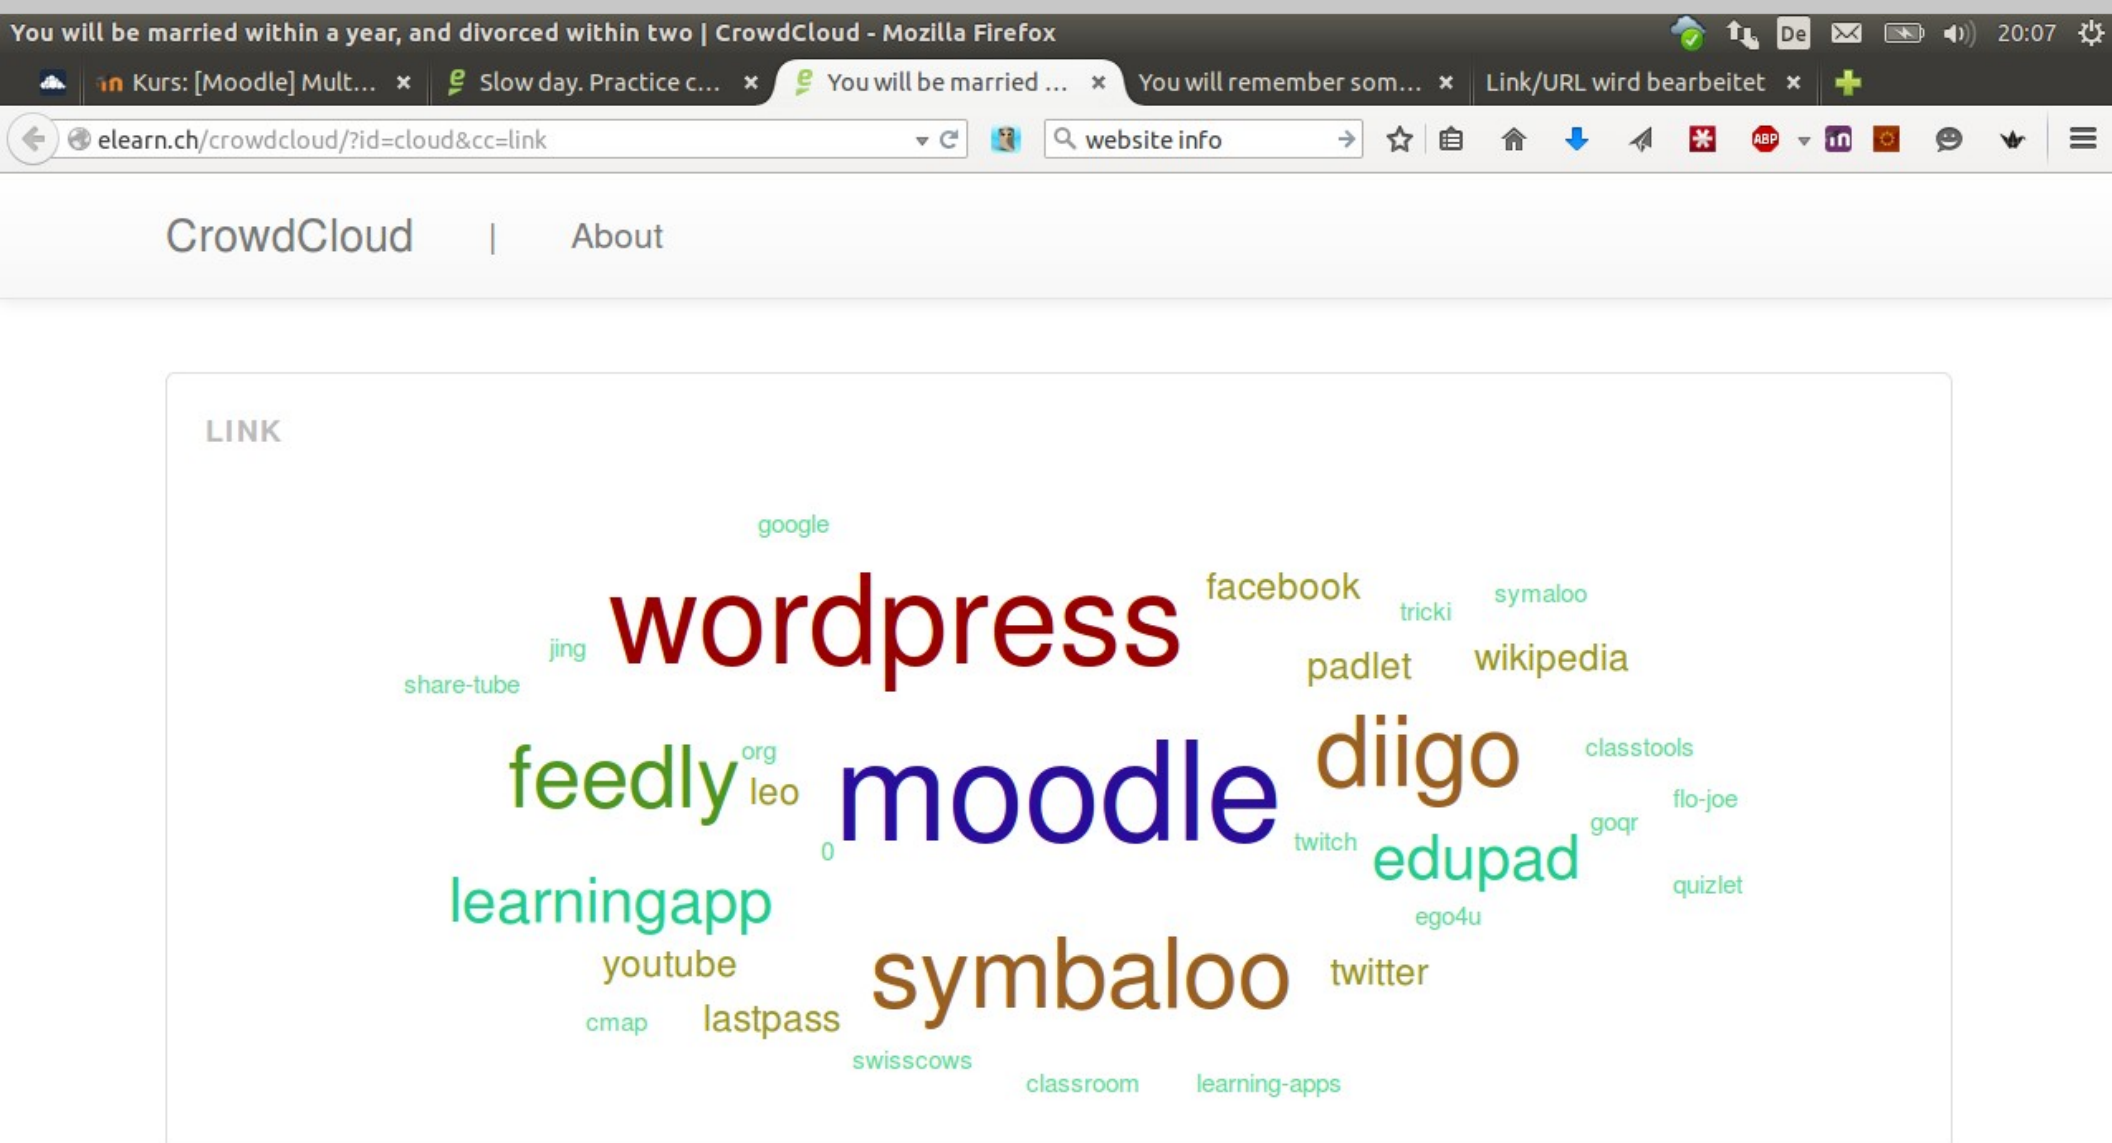 You will be married within a year, and divorced within two | CrowdCloud - Mozilla Firefox
De
20:07
in Kurs: [Moodle] Mult...
Slow day. Practice c...
You will be married ...
You will remember som...
Link/URL wird bearbeitet
elearn.ch/crowdcloud/?id=cloud&cc=link
website info
ABP
in
CrowdCloud | About
LINK
google
wordpress
facebook
tricki
symaloo
jing
padlet
wikipedia
share-tube
feedly
org
leo
moodle
diigo
classtools
flo-joe
goqr
0
twitch
edupad
learningapp
quizlet
ego4u
youtube
symbaloo
twitter
cmap
lastpass
swisscows
classroom
learning-apps